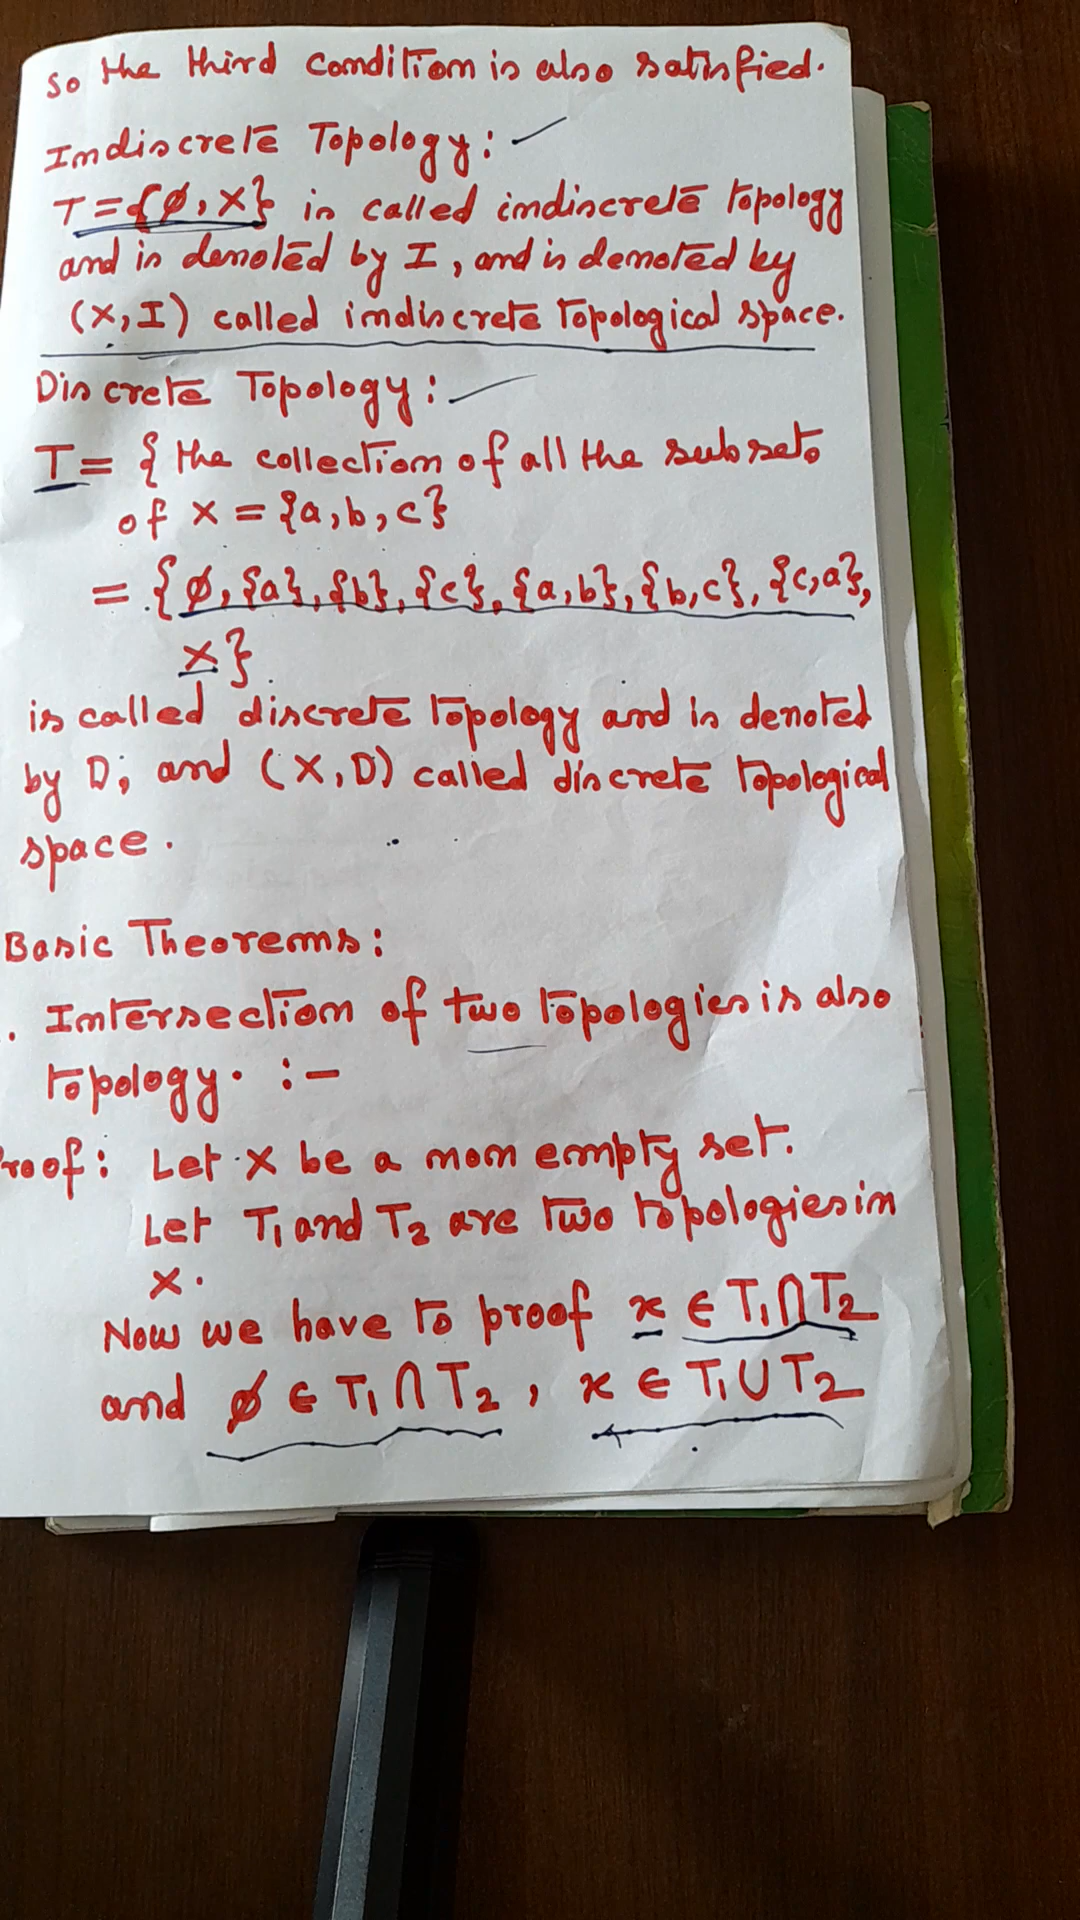 So the third condition is also satisfied.
Indiscrete Topology:
T={ϕ,X} is called indiscrete topology
and is denoted by I, and is denoted by
(X,I) called indiscrete Topological space.
Discrete Topology:
T= { the collection of all the subsets
of X = {a,b,c}
= {ϕ,{a},{b},{c},{a,b},{b,c},{c,a},
X}
is called discrete topology and is denoted
by D; and (X,D) called discrete topological
space.
Basic Theorems:
. Intersection of two topologies is also
topology. :-
roof: Let X be a non empty set.
Let T₁ and T₂ are two topologies in
X.
Now we have to proof x ∈ T₁∩T₂
and ϕ ∈ T₁∩T₂, x ∈ T₁∪T₂